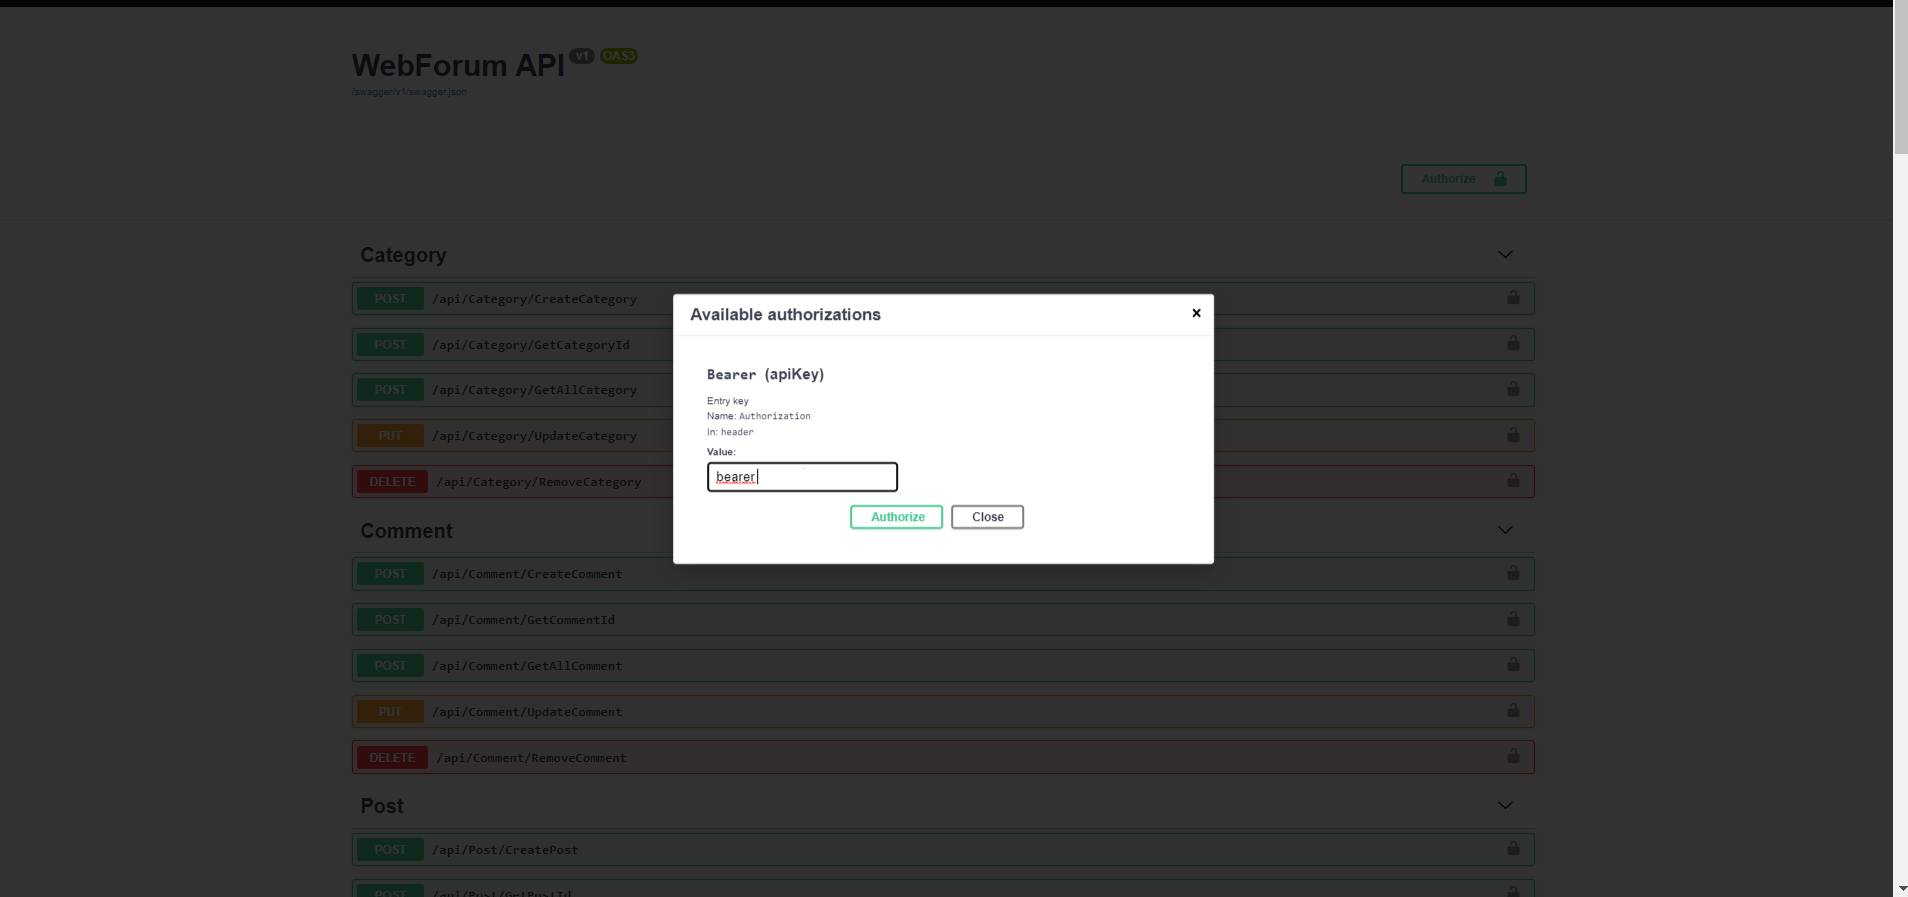 WebForum API v1 OAS3
/swagger/v1/swagger.json
Authorize
Category
POST /api/Category/CreateCategory
POST /api/Category/GetCategoryId
POST /api/Category/GetAllCategory
PUT /api/Category/UpdateCategory
DELETE /api/Category/RemoveCategory
Comment
POST /api/Comment/CreateComment
POST /api/Comment/GetCommentId
POST /api/Comment/GetAllComment
PUT /api/Comment/UpdateComment
DELETE /api/Comment/RemoveComment
Post
POST /api/Post/CreatePost
POST /api/Post/GetPostId
Available authorizations
Bearer (apiKey)
Entry key
Name: Authorization
In: header
Value:
bearer
Authorize Close